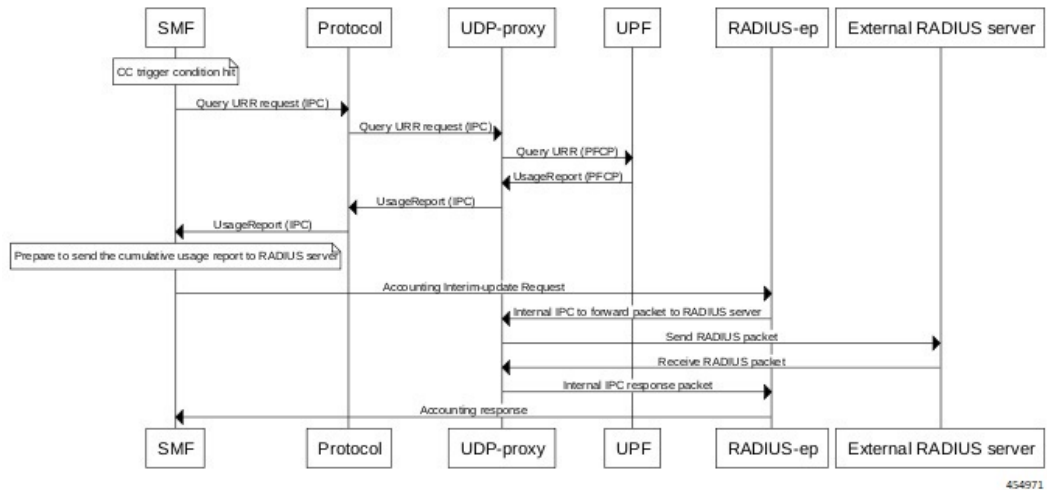 SMF Protocol UDP-proxy UPF RADIUS-ep External RADIUS server
CC trigger condition hit
Query URR request (IPC)
Query URR request (IPC)
Query URR (PFCP)
UsageReport (PFCP)
UsageReport (IPC)
UsageReport (IPC)
Prepare to send the cumulative usage report to RADIUS server
Accounting Interim-update Request
Internal IPC to forward packet to RADIUS server
Send RADIUS packet
Receive RADIUS packet
Internal IPC response packet
Accounting response
SMF Protocol UDP-proxy UPF RADIUS-ep External RADIUS server
454971